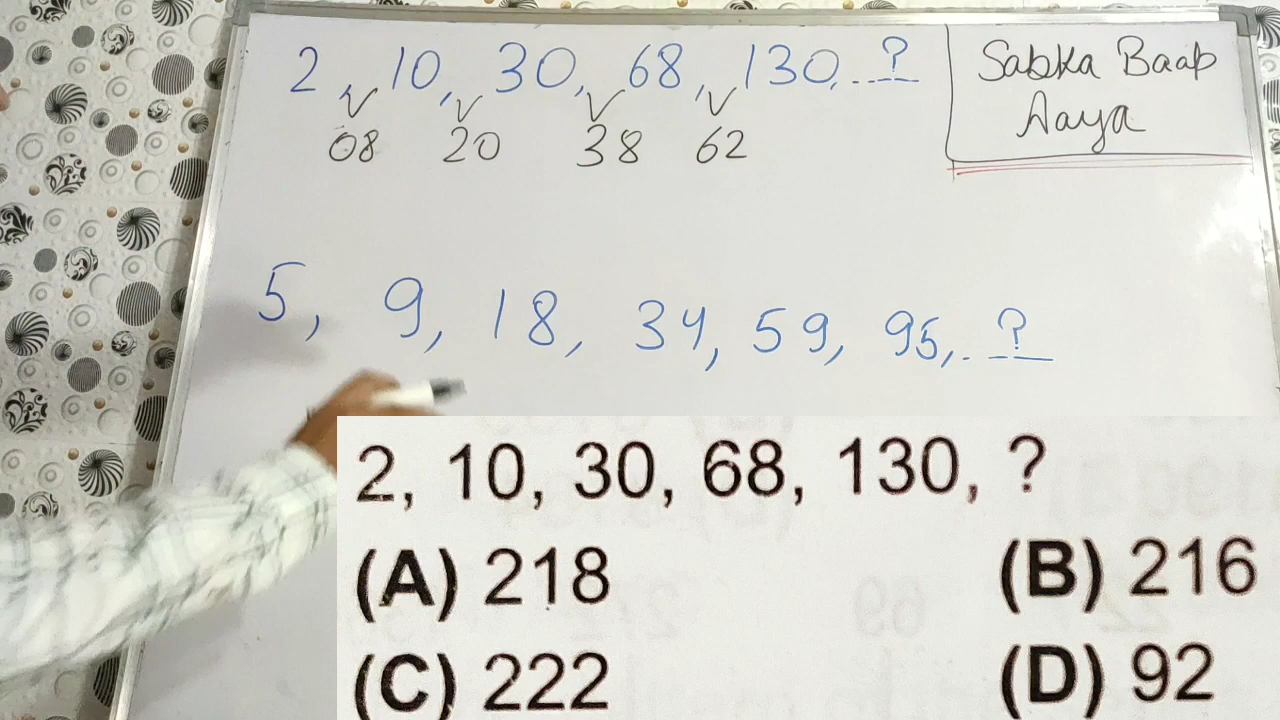 2, 10, 30, 68, 130, ?
08 20 38 62
Sabka Baap
Aaya
5, 9, 18, 34, 59, 95, ?
2, 10, 30, 68, 130, ?
(A) 218 (B) 216
(C) 222 (D) 92